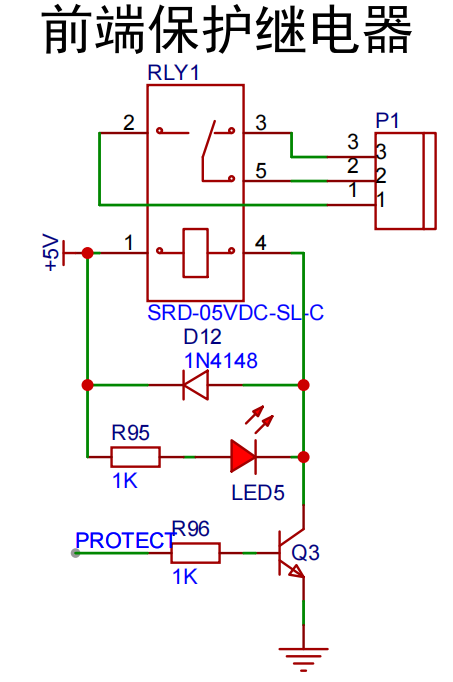 前端保护继电器
RLY1
2
3
5
1
4
P1
3
3
2
2
1
1
+5V
SRD-05VDC-SL-C
D12
1N4148
R95
1K
LED5
PROTECT
R96
1K
Q3